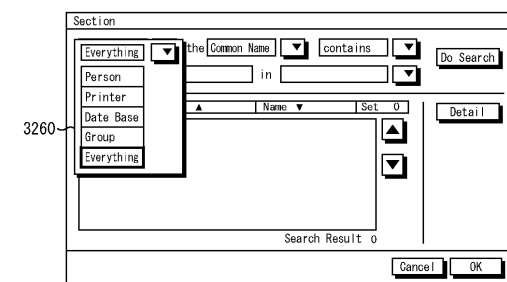 Section
Everything ▼ the Common Name ▼ contains ▼ Do Search
Person in ▼
Printer ▲ Name ▼ Set 0 Detail
Date Base
3260 Group
Everything
Search Result 0
Cancel OK